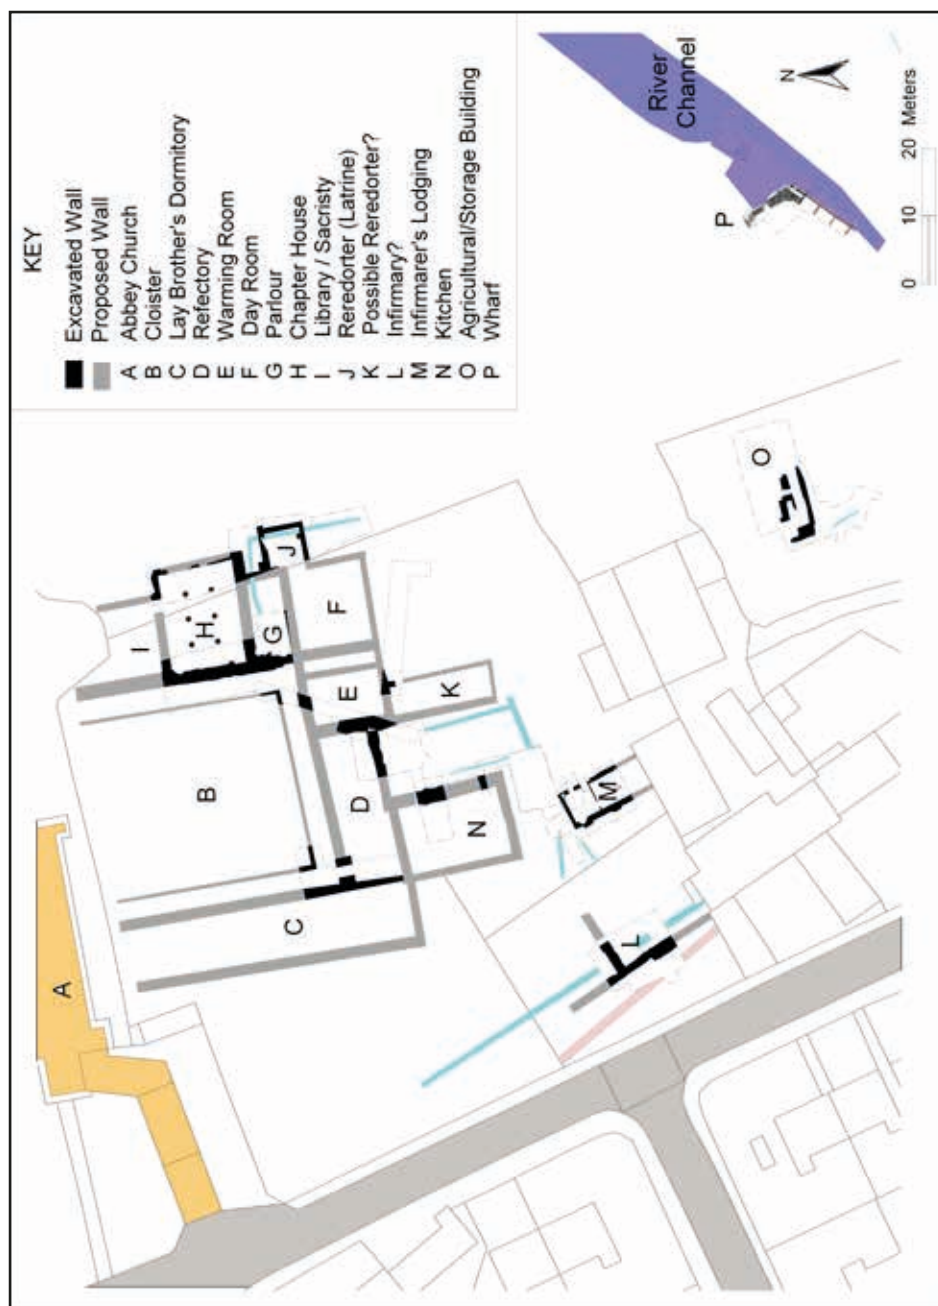 KEY
Excavated Wall
Proposed Wall
A Abbey Church
B Cloister
C Lay Brother's Dormitory
D Refectory
E Warming Room
F Day Room
G Parlour
H Chapter House
I Library / Sacristy
J Reredorter (Latrine)
K Possible Reredorter?
L Infirmary?
M Infirmarer's Lodging
N Kitchen
O Agricultural/Storage Building
P Wharf
River
Channel
N
P
0 10 20
Meters
A
B
C
D
E
F
G
H
I
J
K
L
M
N
O